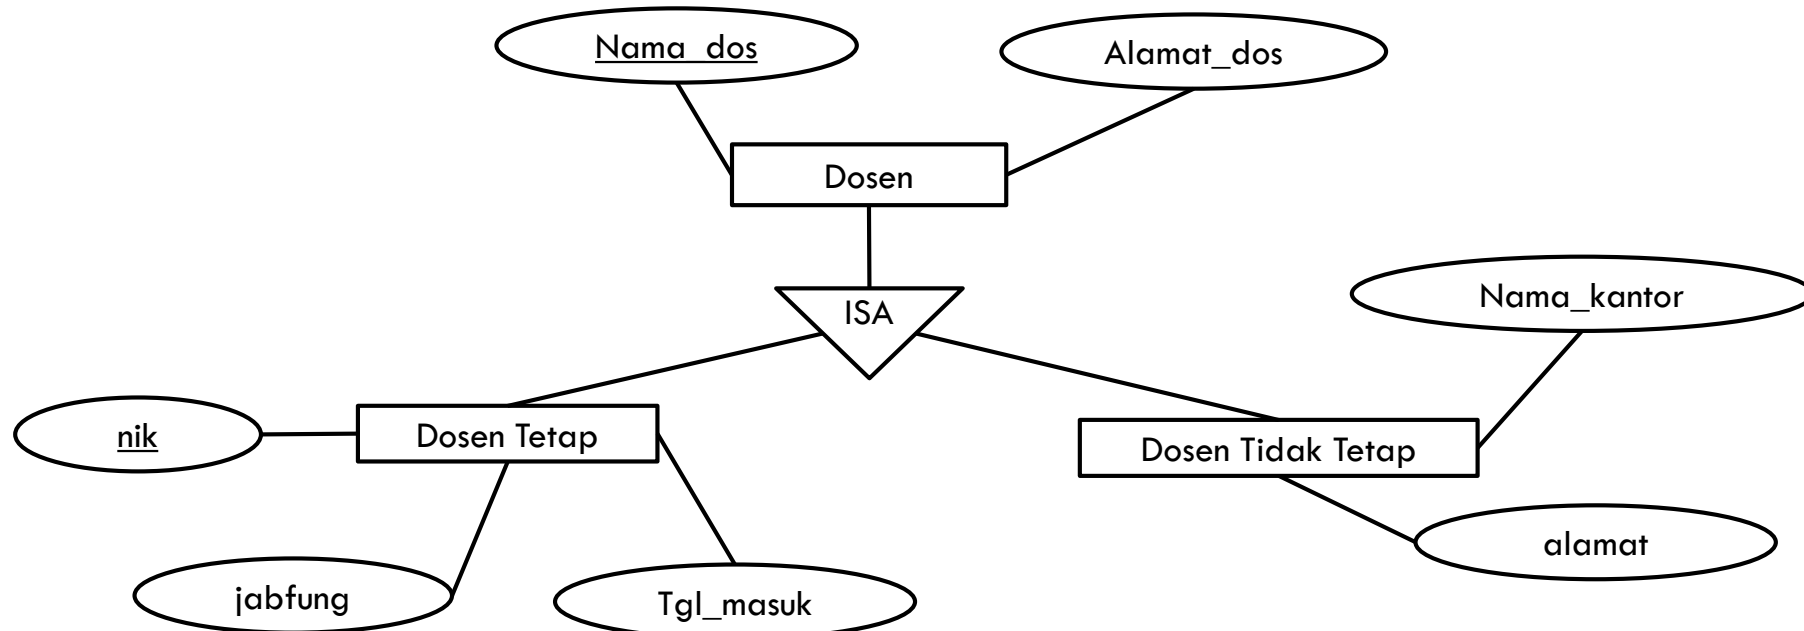 Nama_dos
Alamat_dos
Dosen
ISA
Nama_kantor
nik
Dosen Tetap
Dosen Tidak Tetap
jabfung
Tgl_masuk
alamat